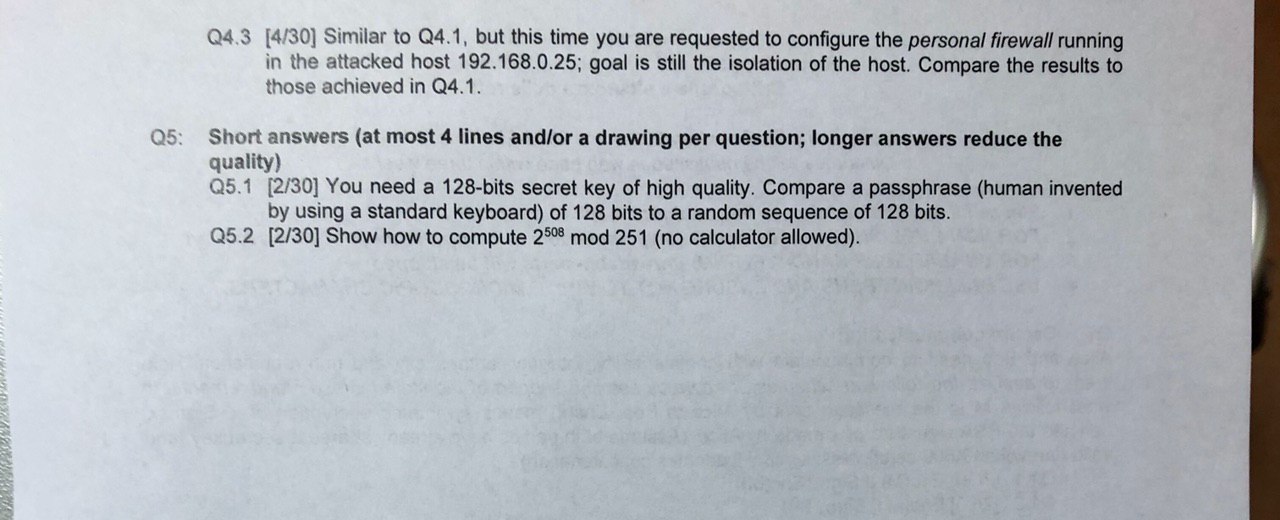 Q4.3 [4/30] Similar to Q4.1, but this time you are requested to configure the personal firewall running
in the attacked host 192.168.0.25; goal is still the isolation of the host. Compare the results to
those achieved in Q4.1.
Q5: Short answers (at most 4 lines and/or a drawing per question; longer answers reduce the
quality)
Q5.1 [2/30] You need a 128-bits secret key of high quality. Compare a passphrase (human invented
by using a standard keyboard) of 128 bits to a random sequence of 128 bits.
Q5.2 [2/30] Show how to compute 2⁵⁰⁸ mod 251 (no calculator allowed).